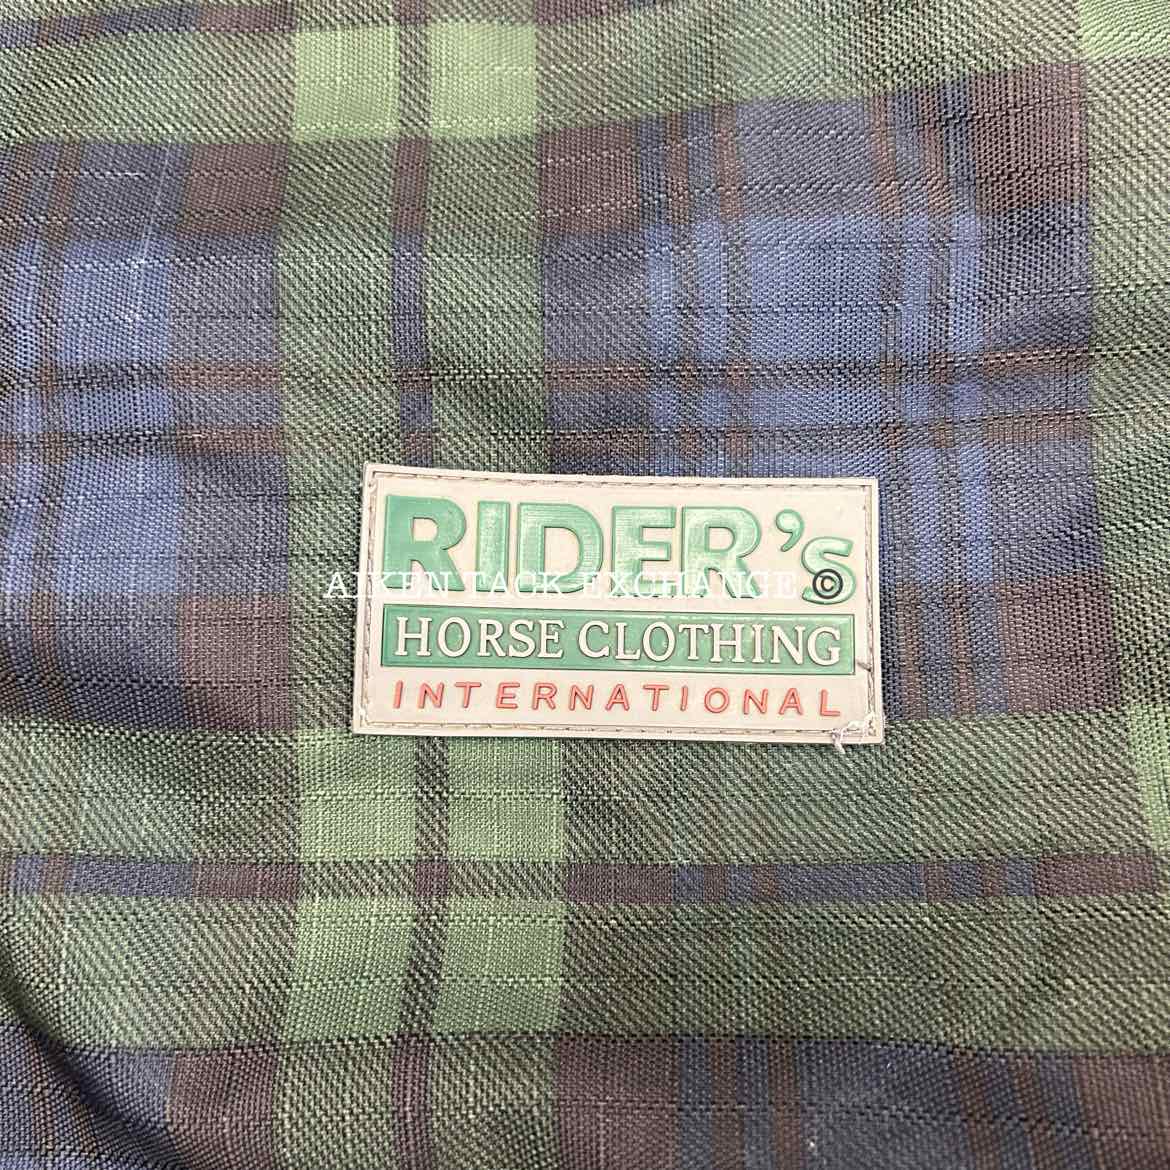 RIDER's ©
AIKEN TACK EXCHANGE
HORSE CLOTHING
INTERNATIONAL